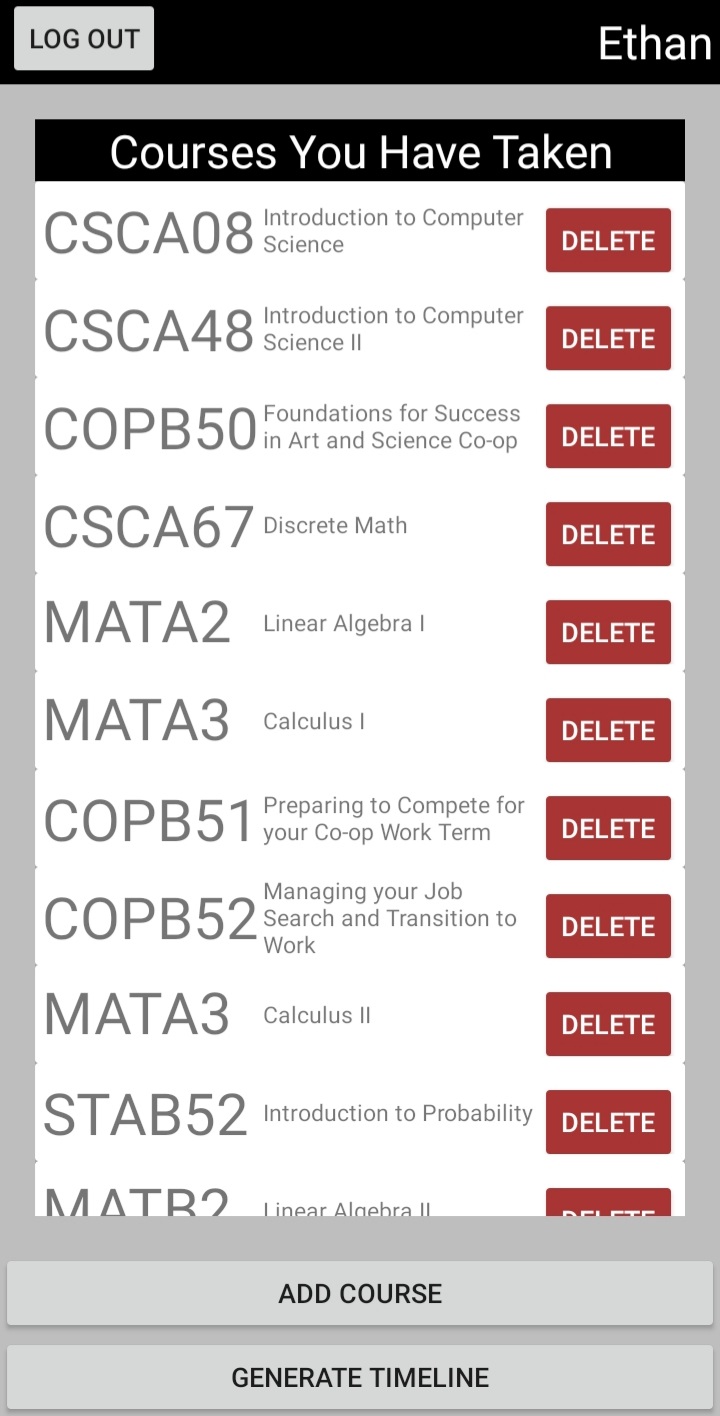 LOG OUT
Ethan
Courses You Have Taken
CSCA08
Introduction to Computer
Science
DELETE
CSCA48
Introduction to Computer
Science II
DELETE
COPB50
Foundations for Success
in Art and Science Co-op
DELETE
CSCA67
Discrete Math
DELETE
MATA2
Linear Algebra I
DELETE
MATA3
Calculus I
DELETE
COPB51
Preparing to Compete for
your Co-op Work Term
DELETE
COPB52
Managing your Job
Search and Transition to
Work
DELETE
MATA3
Calculus II
DELETE
STAB52
Introduction to Probability
DELETE
MATB2
Linear Algebra II
DELETE
ADD COURSE
GENERATE TIMELINE